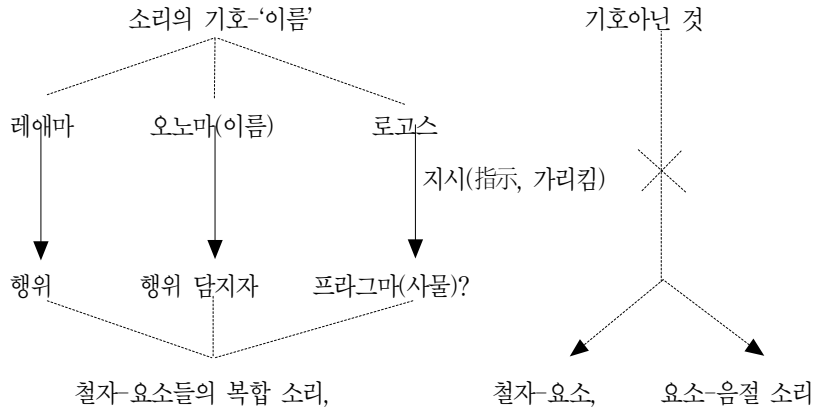 소리의 기호-‘이름’ 기호아닌 것
레애마 오노마(이름) 로고스
지시(指示, 가리킴)
행위 행위 담지자 프라그마(사물)?
철자-요소들의 복합 소리, 철자-요소, 요소-음절 소리